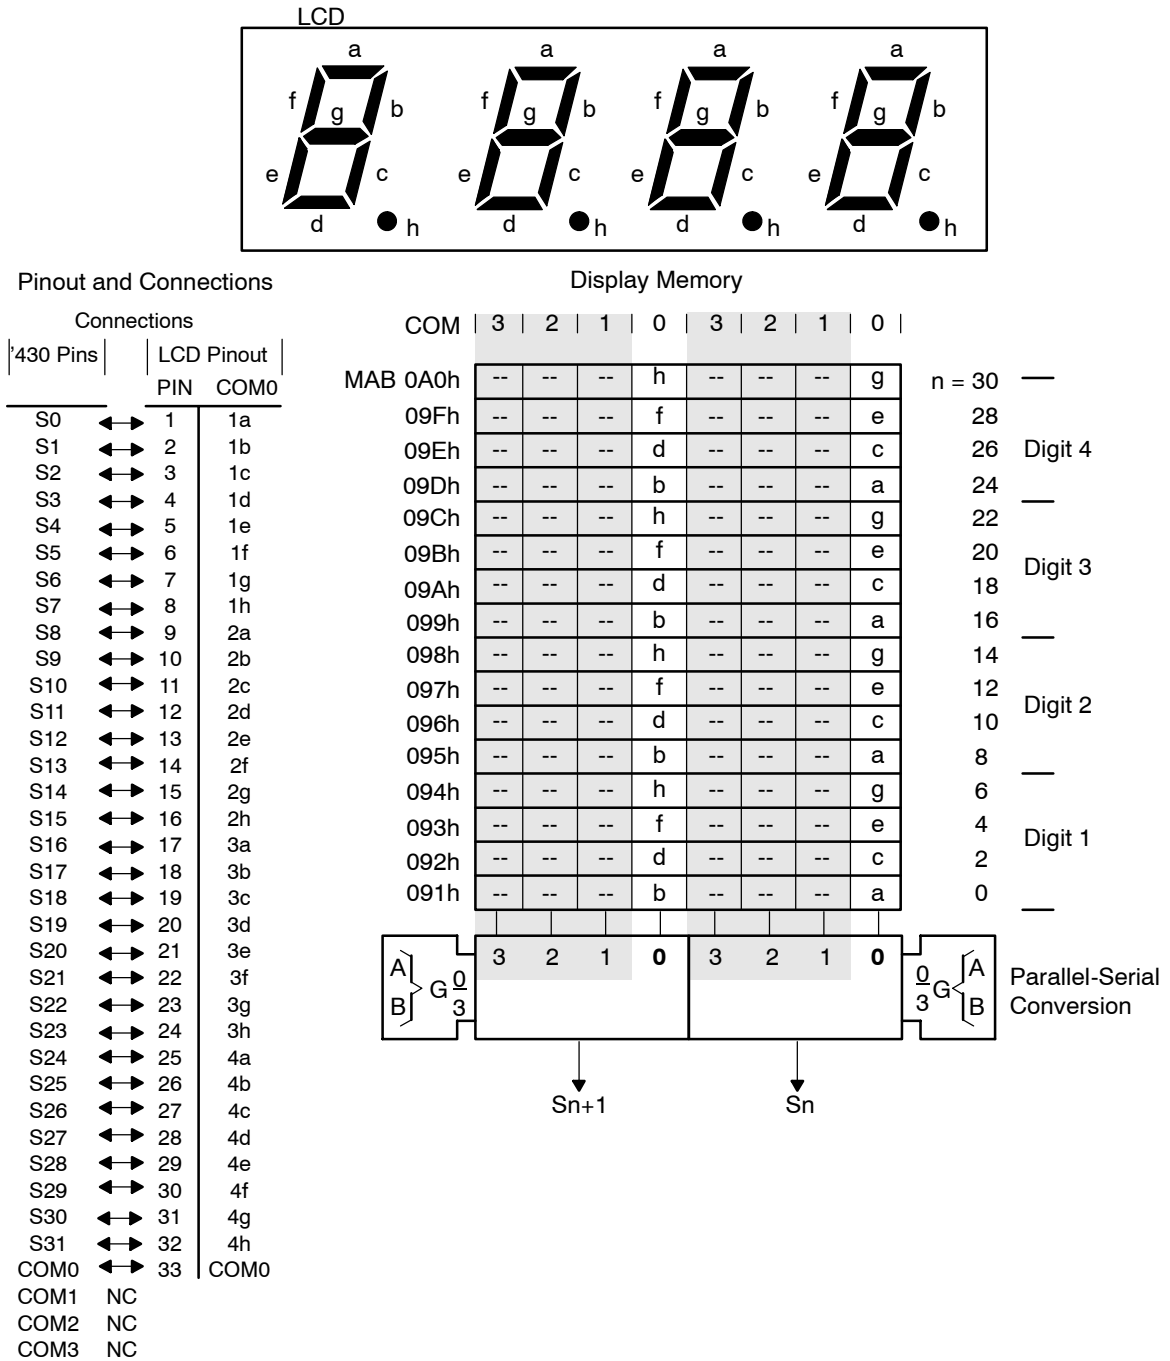 LCD
a a a a
f g b f g b f g b f g b
e c e c e c e c
d h d h d h d h
Pinout and Connections
Connections
'430 Pins LCD Pinout
PIN COM0
S0 1 1a
S1 2 1b
S2 3 1c
S3 4 1d
S4 5 1e
S5 6 1f
S6 7 1g
S7 8 1h
S8 9 2a
S9 10 2b
S10 11 2c
S11 12 2d
S12 13 2e
S13 14 2f
S14 15 2g
S15 16 2h
S16 17 3a
S17 18 3b
S18 19 3c
S19 20 3d
S20 21 3e
S21 22 3f
S22 23 3g
S23 24 3h
S24 25 4a
S25 26 4b
S26 27 4c
S27 28 4d
S28 29 4e
S29 30 4f
S30 31 4g
S31 32 4h
COM0 33 COM0
COM1 NC
COM2 NC
COM3 NC
Display Memory
COM 3 2 1 0 3 2 1 0
MAB 0A0h -- -- -- h -- -- -- g n = 30
09Fh -- -- -- f -- -- -- e 28
09Eh -- -- -- d -- -- -- c 26 Digit 4
09Dh -- -- -- b -- -- -- a 24
09Ch -- -- -- h -- -- -- g 22
09Bh -- -- -- f -- -- -- e 20 Digit 3
09Ah -- -- -- d -- -- -- c 18
099h -- -- -- b -- -- -- a 16
098h -- -- -- h -- -- -- g 14
097h -- -- -- f -- -- -- e 12 Digit 2
096h -- -- -- d -- -- -- c 10
095h -- -- -- b -- -- -- a 8
094h -- -- -- h -- -- -- g 6
093h -- -- -- f -- -- -- e 4 Digit 1
092h -- -- -- d -- -- -- c 2
091h -- -- -- b -- -- -- a 0
A B G 0 3 3 2 1 0 3 2 1 0 0 3 G A B
Parallel-Serial
Conversion
Sn+1 Sn